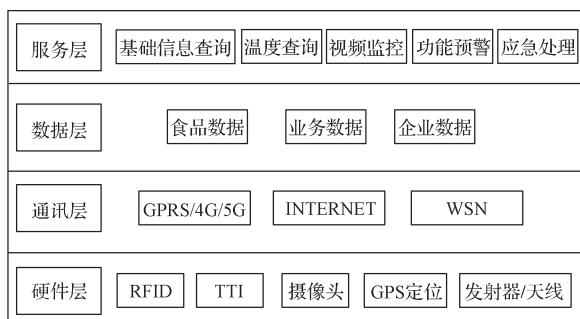 服务层 基础信息查询 温度查询 视频监控 功能预警 应急处理
数据层 食品数据 业务数据 企业数据
通讯层 GPRS/4G/5G INTERNET WSN
硬件层 RFID TTI 摄像头 GPS定位 发射器/天线